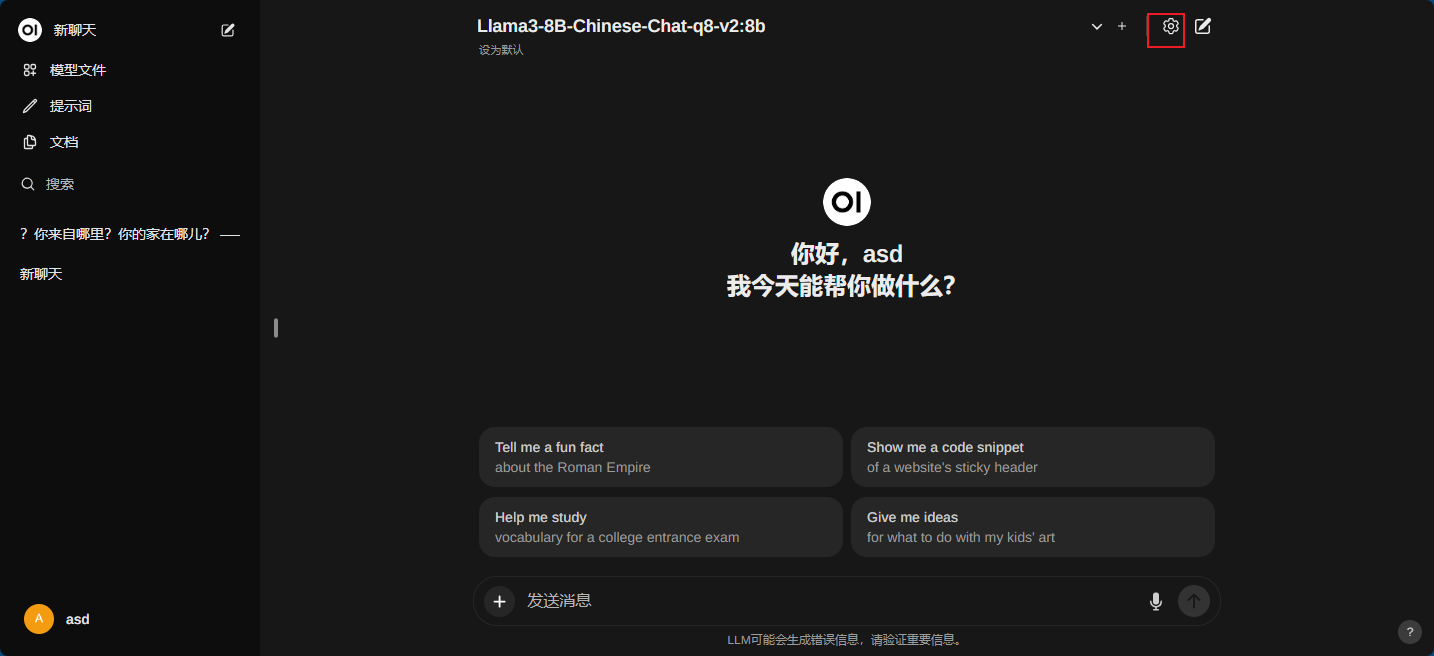 OI 新聊天
模型文件
提示词
文档
搜索
？你来自哪里？你的家在哪儿？ ——
新聊天
A asd
Llama3-8B-Chinese-Chat-q8-v2:8b
设为默认
OI
你好，asd
我今天能帮你做什么？
Tell me a fun fact
about the Roman Empire
Show me a code snippet
of a website's sticky header
Help me study
vocabulary for a college entrance exam
Give me ideas
for what to do with my kids' art
发送消息
LLM可能会生成错误信息，请验证重要信息。
?